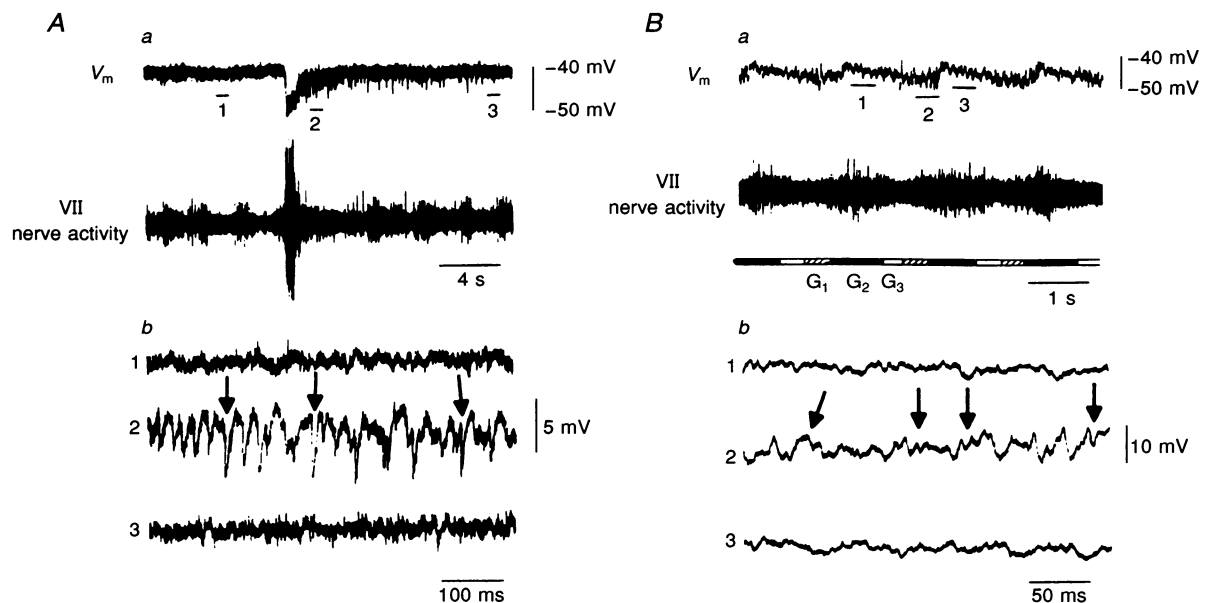 A
a
Vm
−40 mV
−50 mV
1
2
3
VII
nerve activity
4 s
b
1
2
5 mV
3
100 ms
B
a
Vm
−40 mV
−50 mV
1
2
3
VII
nerve activity
G1 G2 G3
1 s
b
1
2
10 mV
3
50 ms